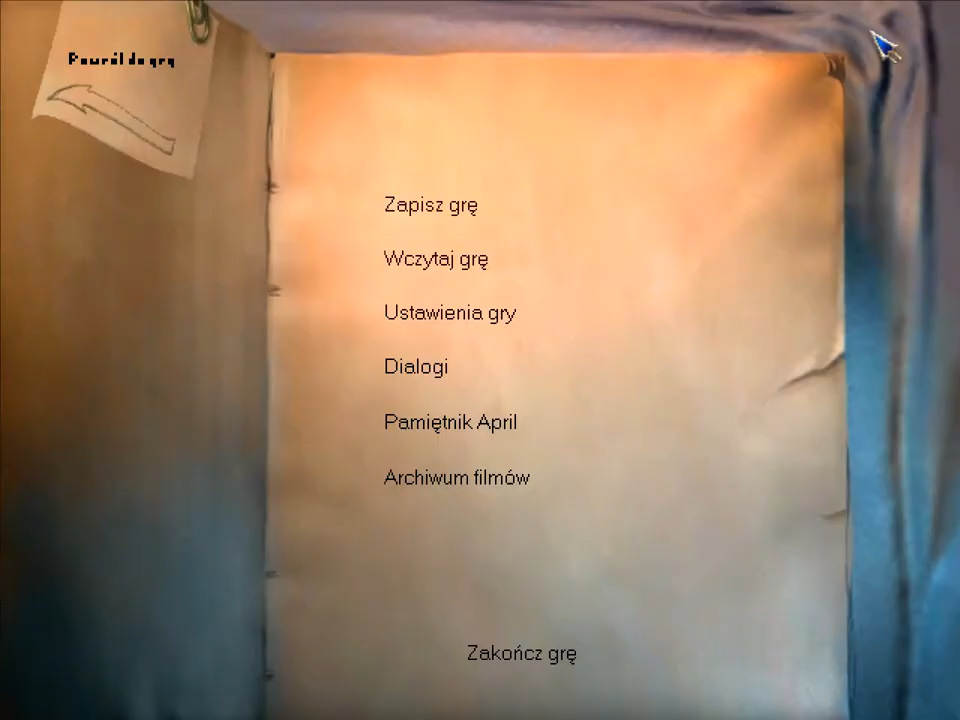 Powrót do gry
Zapisz grę
Wczytaj grę
Ustawienia gry
Dialogi
Pamiętnik April
Archiwum filmów
Zakończ grę